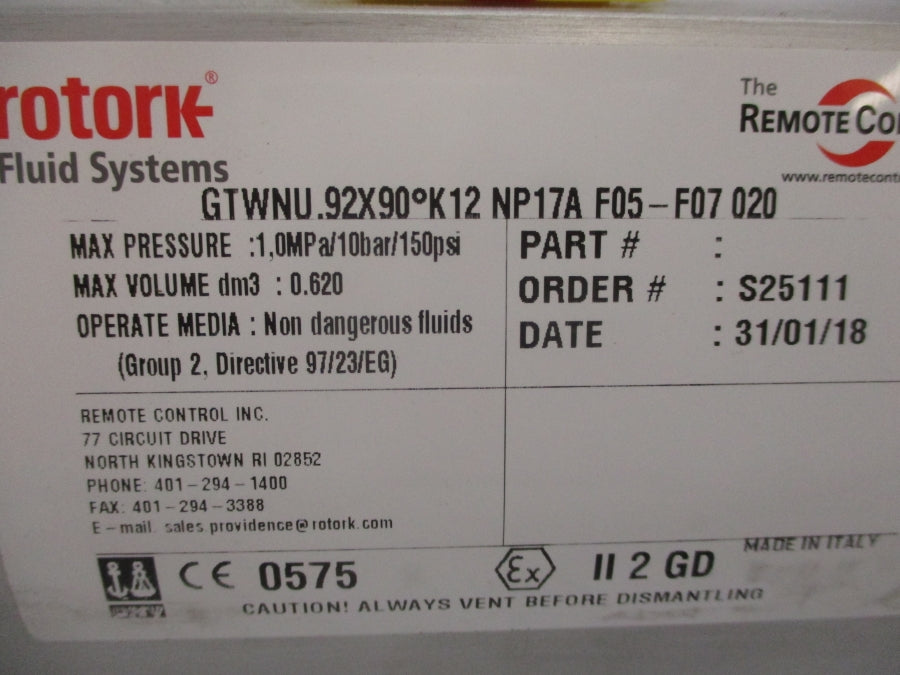 rotork®
Fluid Systems
The
REMOTE CO
www.remotecont
GTWNU.92X90°K12 NP17A F05-F07 020
MAX PRESSURE :1,0MPa/10bar/150psi
MAX VOLUME dm3 : 0.620
OPERATE MEDIA : Non dangerous fluids
(Group 2, Directive 97/23/EG)
PART # :
ORDER # : S25111
DATE : 31/01/18
REMOTE CONTROL INC.
77 CIRCUIT DRIVE
NORTH KINGSTOWN RI 02852
PHONE: 401-294-1400
FAX: 401-294-3388
E-mail. sales.providence@rotork.com
CE 0575
Ex II 2 GD
MADE IN ITALY
CAUTION! ALWAYS VENT BEFORE DISMANTLING